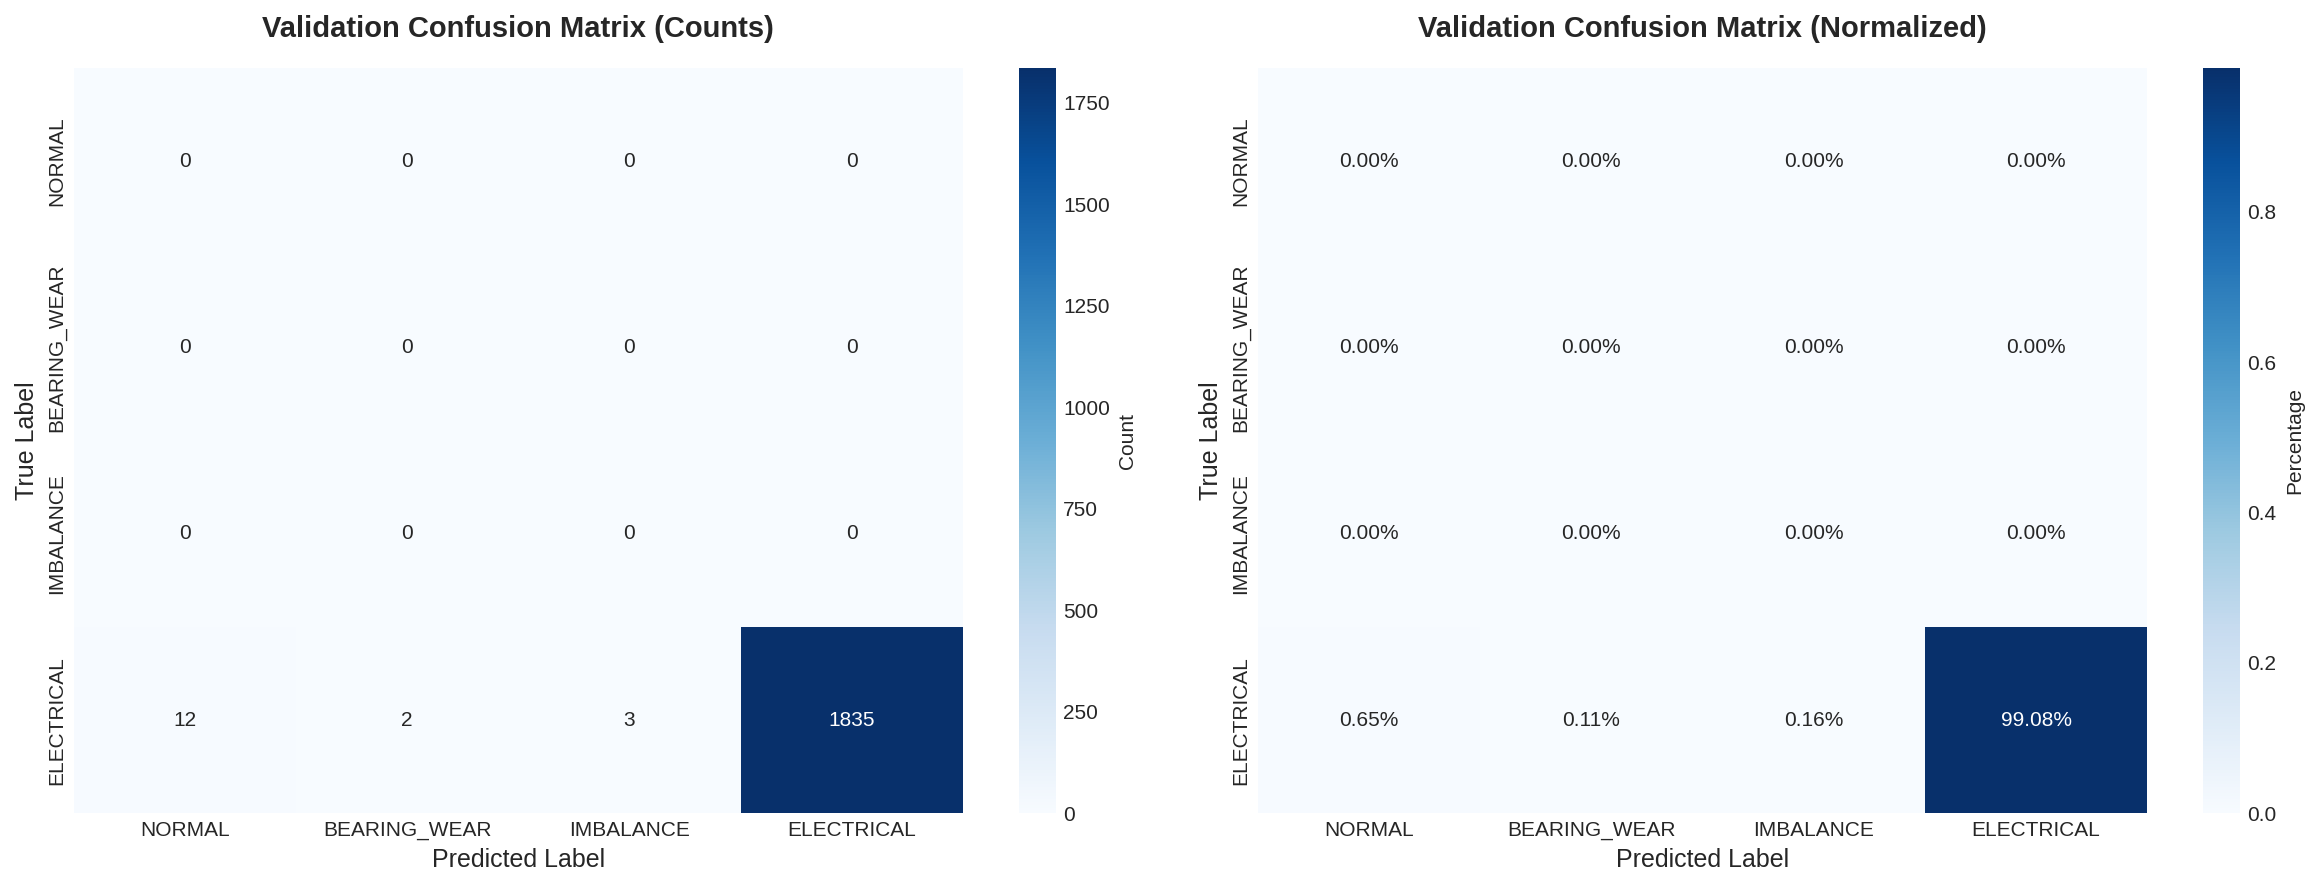 Validation Confusion Matrix (Counts)
True Label
NORMAL
BEARING_WEAR
IMBALANCE
ELECTRICAL
0 0 0 0
0 0 0 0
0 0 0 0
12 2 3 1835
NORMAL BEARING_WEAR IMBALANCE ELECTRICAL
Predicted Label
1750
1500
1250
1000
750
500
250
0
Count
Validation Confusion Matrix (Normalized)
True Label
NORMAL
BEARING_WEAR
IMBALANCE
ELECTRICAL
0.00% 0.00% 0.00% 0.00%
0.00% 0.00% 0.00% 0.00%
0.00% 0.00% 0.00% 0.00%
0.65% 0.11% 0.16% 99.08%
NORMAL BEARING_WEAR IMBALANCE ELECTRICAL
Predicted Label
0.8
0.6
0.4
0.2
0.0
Percentage